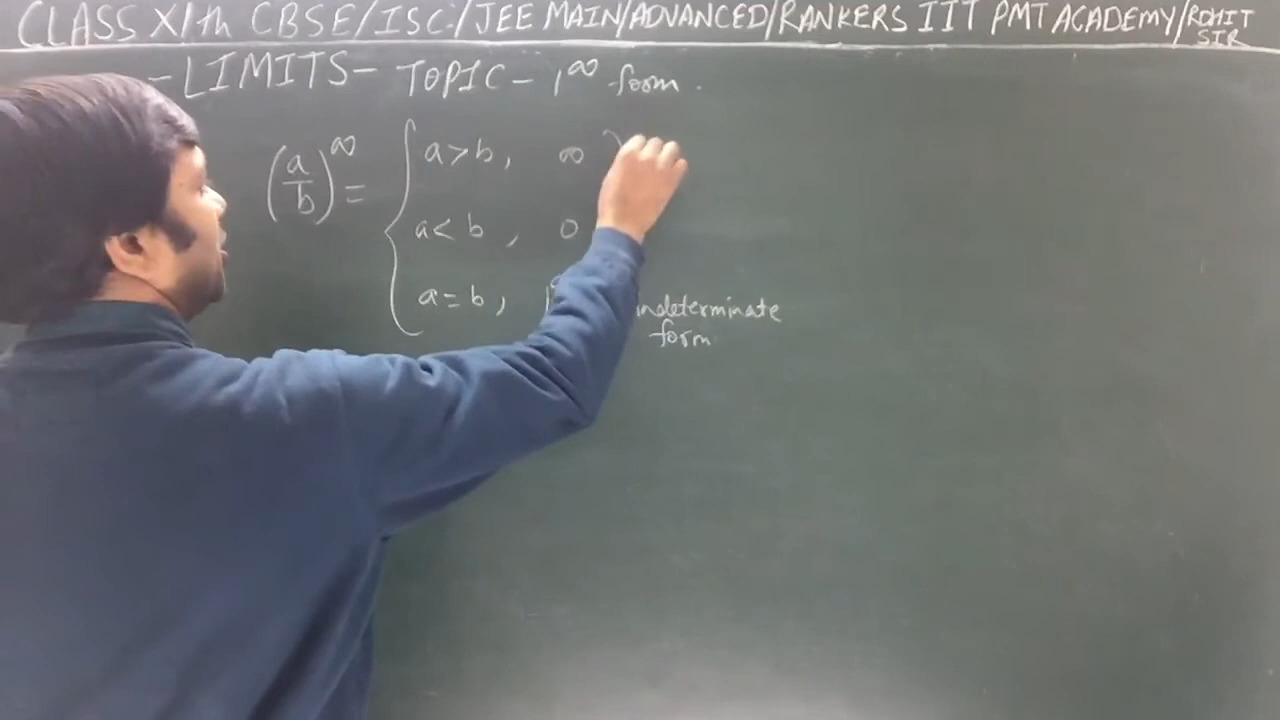 CLASS XIth CBSE/ISC/JEE MAIN/ADVANCED/RANKERS IIT PMT ACADEMY/ROHIT SIR
- LIMITS - TOPIC - 1^∞ form.
(a/b)^∞ = { a > b, ∞
a < b, 0
a = b, indeterminate
form